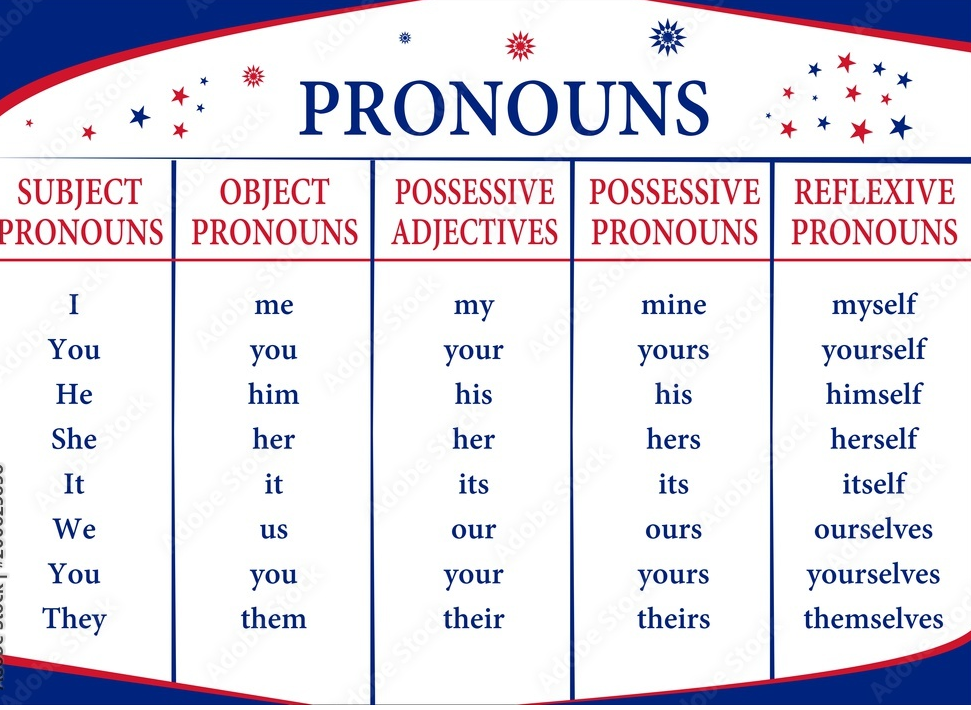 PRONOUNS
SUBJECT PRONOUNS
OBJECT PRONOUNS
POSSESSIVE ADJECTIVES
POSSESSIVE PRONOUNS
REFLEXIVE PRONOUNS
I me my mine myself
You you your yours yourself
He him his his himself
She her her hers herself
It it its its itself
We us our ours ourselves
You you your yours yourselves
They them their theirs themselves
Adobe Stock